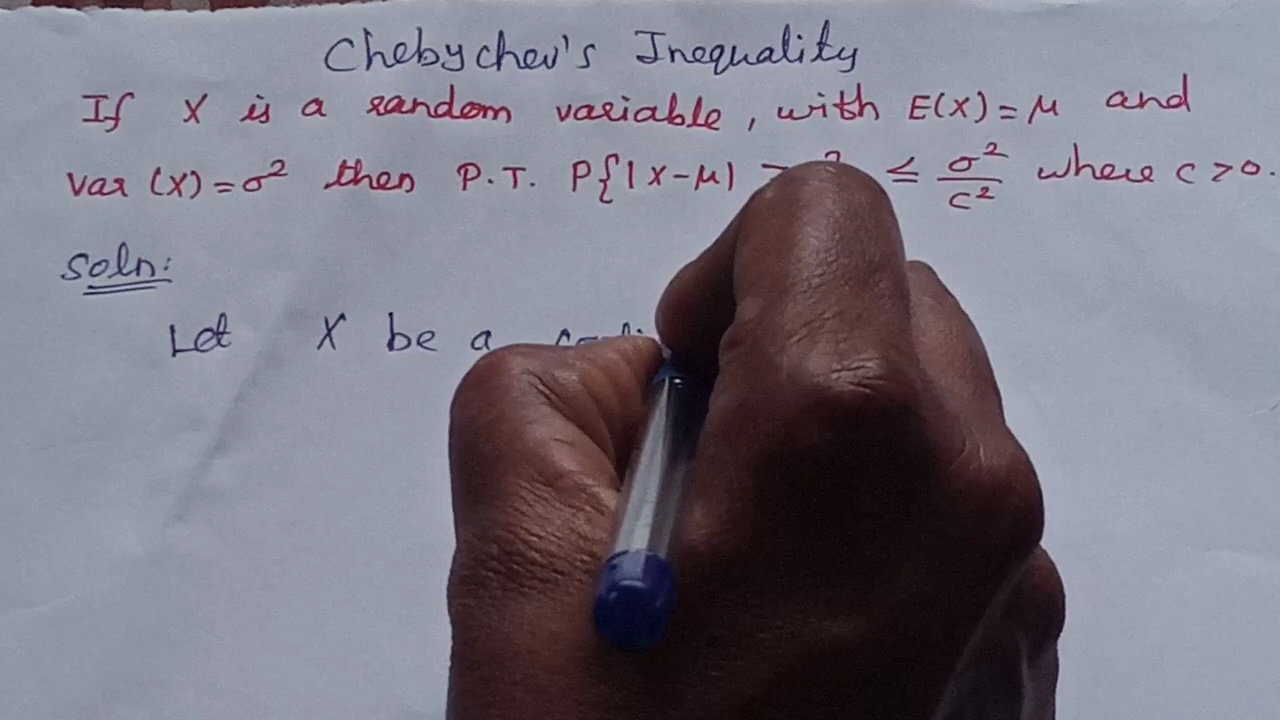 Chebychev's Inequality
If X is a random variable, with E(X) = μ and
Var (X) = σ² then P.T. P{|X-μ| ≤ σ²/c² where c > 0.
Soln:
Let X be a